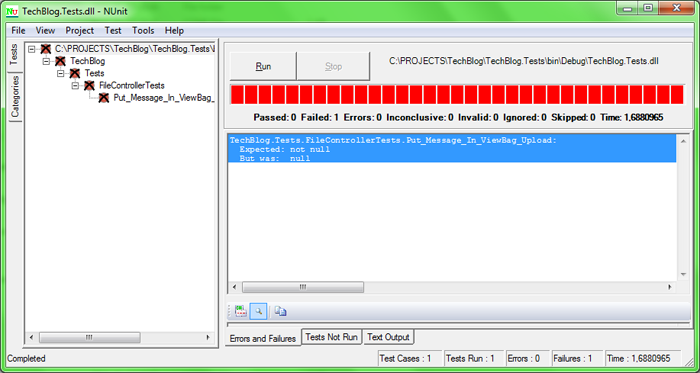 TechBlog.Tests.dll - NUnit
File View Project Test Tools Help
Tests
Categories
C:\PROJECTS\TechBlog\TechBlog.Tests\
TechBlog
Tests
FileControllerTests
Put_Message_In_ViewBag_
Run
Stop
C:\PROJECTS\TechBlog\TechBlog.Tests\bin\Debug\TechBlog.Tests.dll
Passed: 0 Failed: 1 Errors: 0 Inconclusive: 0 Invalid: 0 Ignored: 0 Skipped: 0 Time: 1,6880965
TechBlog.Tests.FileControllerTests.Put_Message_In_ViewBag_Upload:
Expected: not null
But was: null
Errors and Failures Tests Not Run Text Output
Completed Test Cases : 1 Tests Run : 1 Errors : 0 Failures : 1 Time : 1,6880965